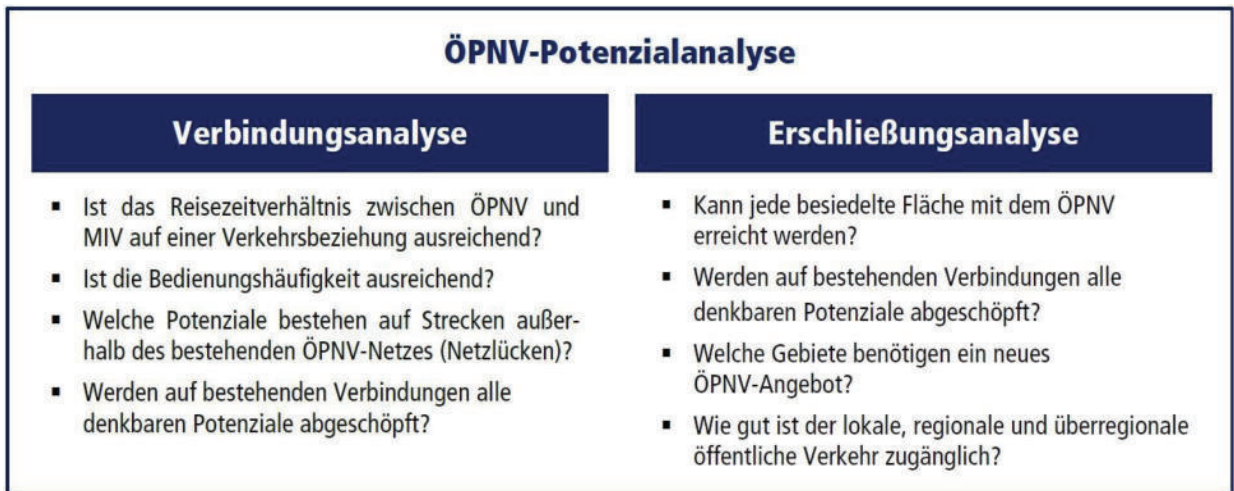 ÖPNV-Potenzialanalyse
Verbindungsanalyse
▪ Ist das Reisezeitverhältnis zwischen ÖPNV und
MIV auf einer Verkehrsbeziehung ausreichend?
▪ Ist die Bedienungshäufigkeit ausreichend?
▪ Welche Potenziale bestehen auf Strecken außer-
halb des bestehenden ÖPNV-Netzes (Netzlücken)?
▪ Werden auf bestehenden Verbindungen alle
denkbaren Potenziale abgeschöpft?
Erschließungsanalyse
▪ Kann jede besiedelte Fläche mit dem ÖPNV
erreicht werden?
▪ Werden auf bestehenden Verbindungen alle
denkbaren Potenziale abgeschöpft?
▪ Welche Gebiete benötigen ein neues
ÖPNV-Angebot?
▪ Wie gut ist der lokale, regionale und überregionale
öffentliche Verkehr zugänglich?